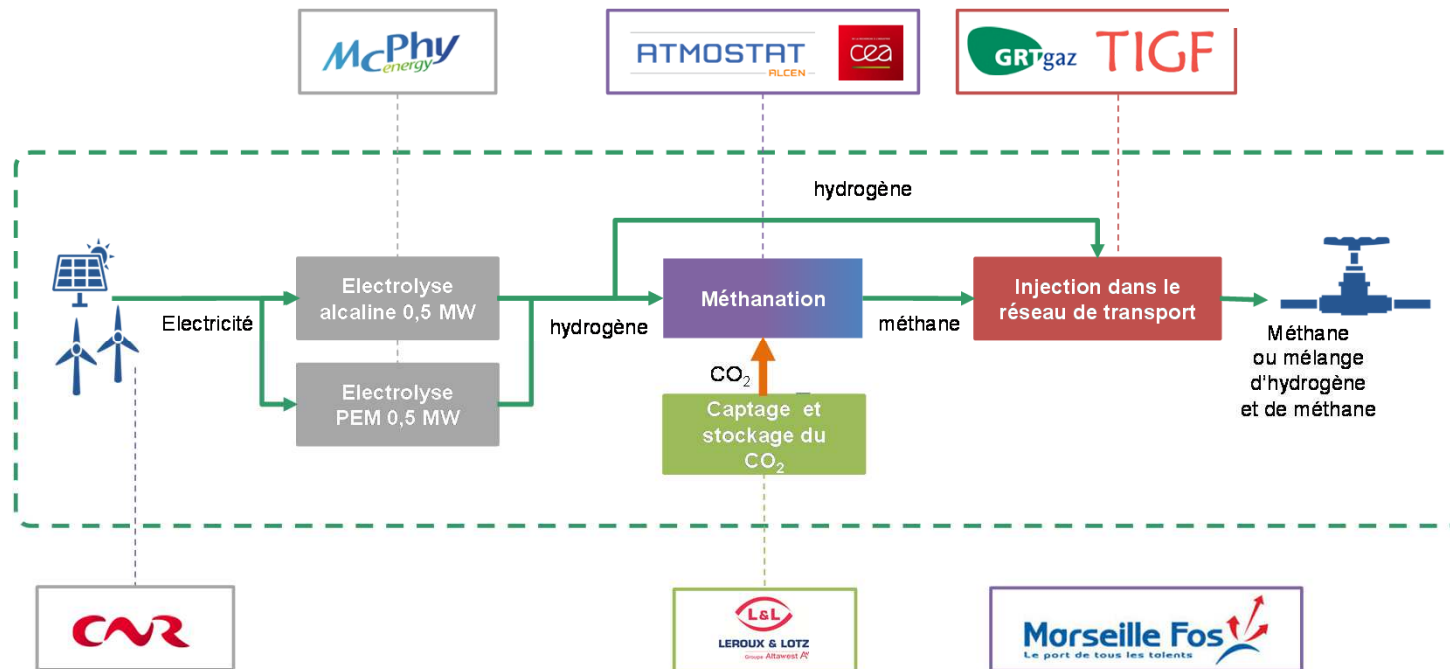 McPhy
energy
ATMOSTAT
ALCEN
cea
GRTgaz
TIGF
hydrogène
Electricité
Electrolyse
alcaline 0,5 MW
Electrolyse
PEM 0,5 MW
hydrogène
Méthanation
CO2
Captage et
stockage du
CO2
méthane
Injection dans le
réseau de transport
Méthane
ou mélange
d'hydrogène
et de méthane
CNR
L&L
LEROUX & LOTZ
Groupe Altawest
Marseille Fos
Le port de tous les talents